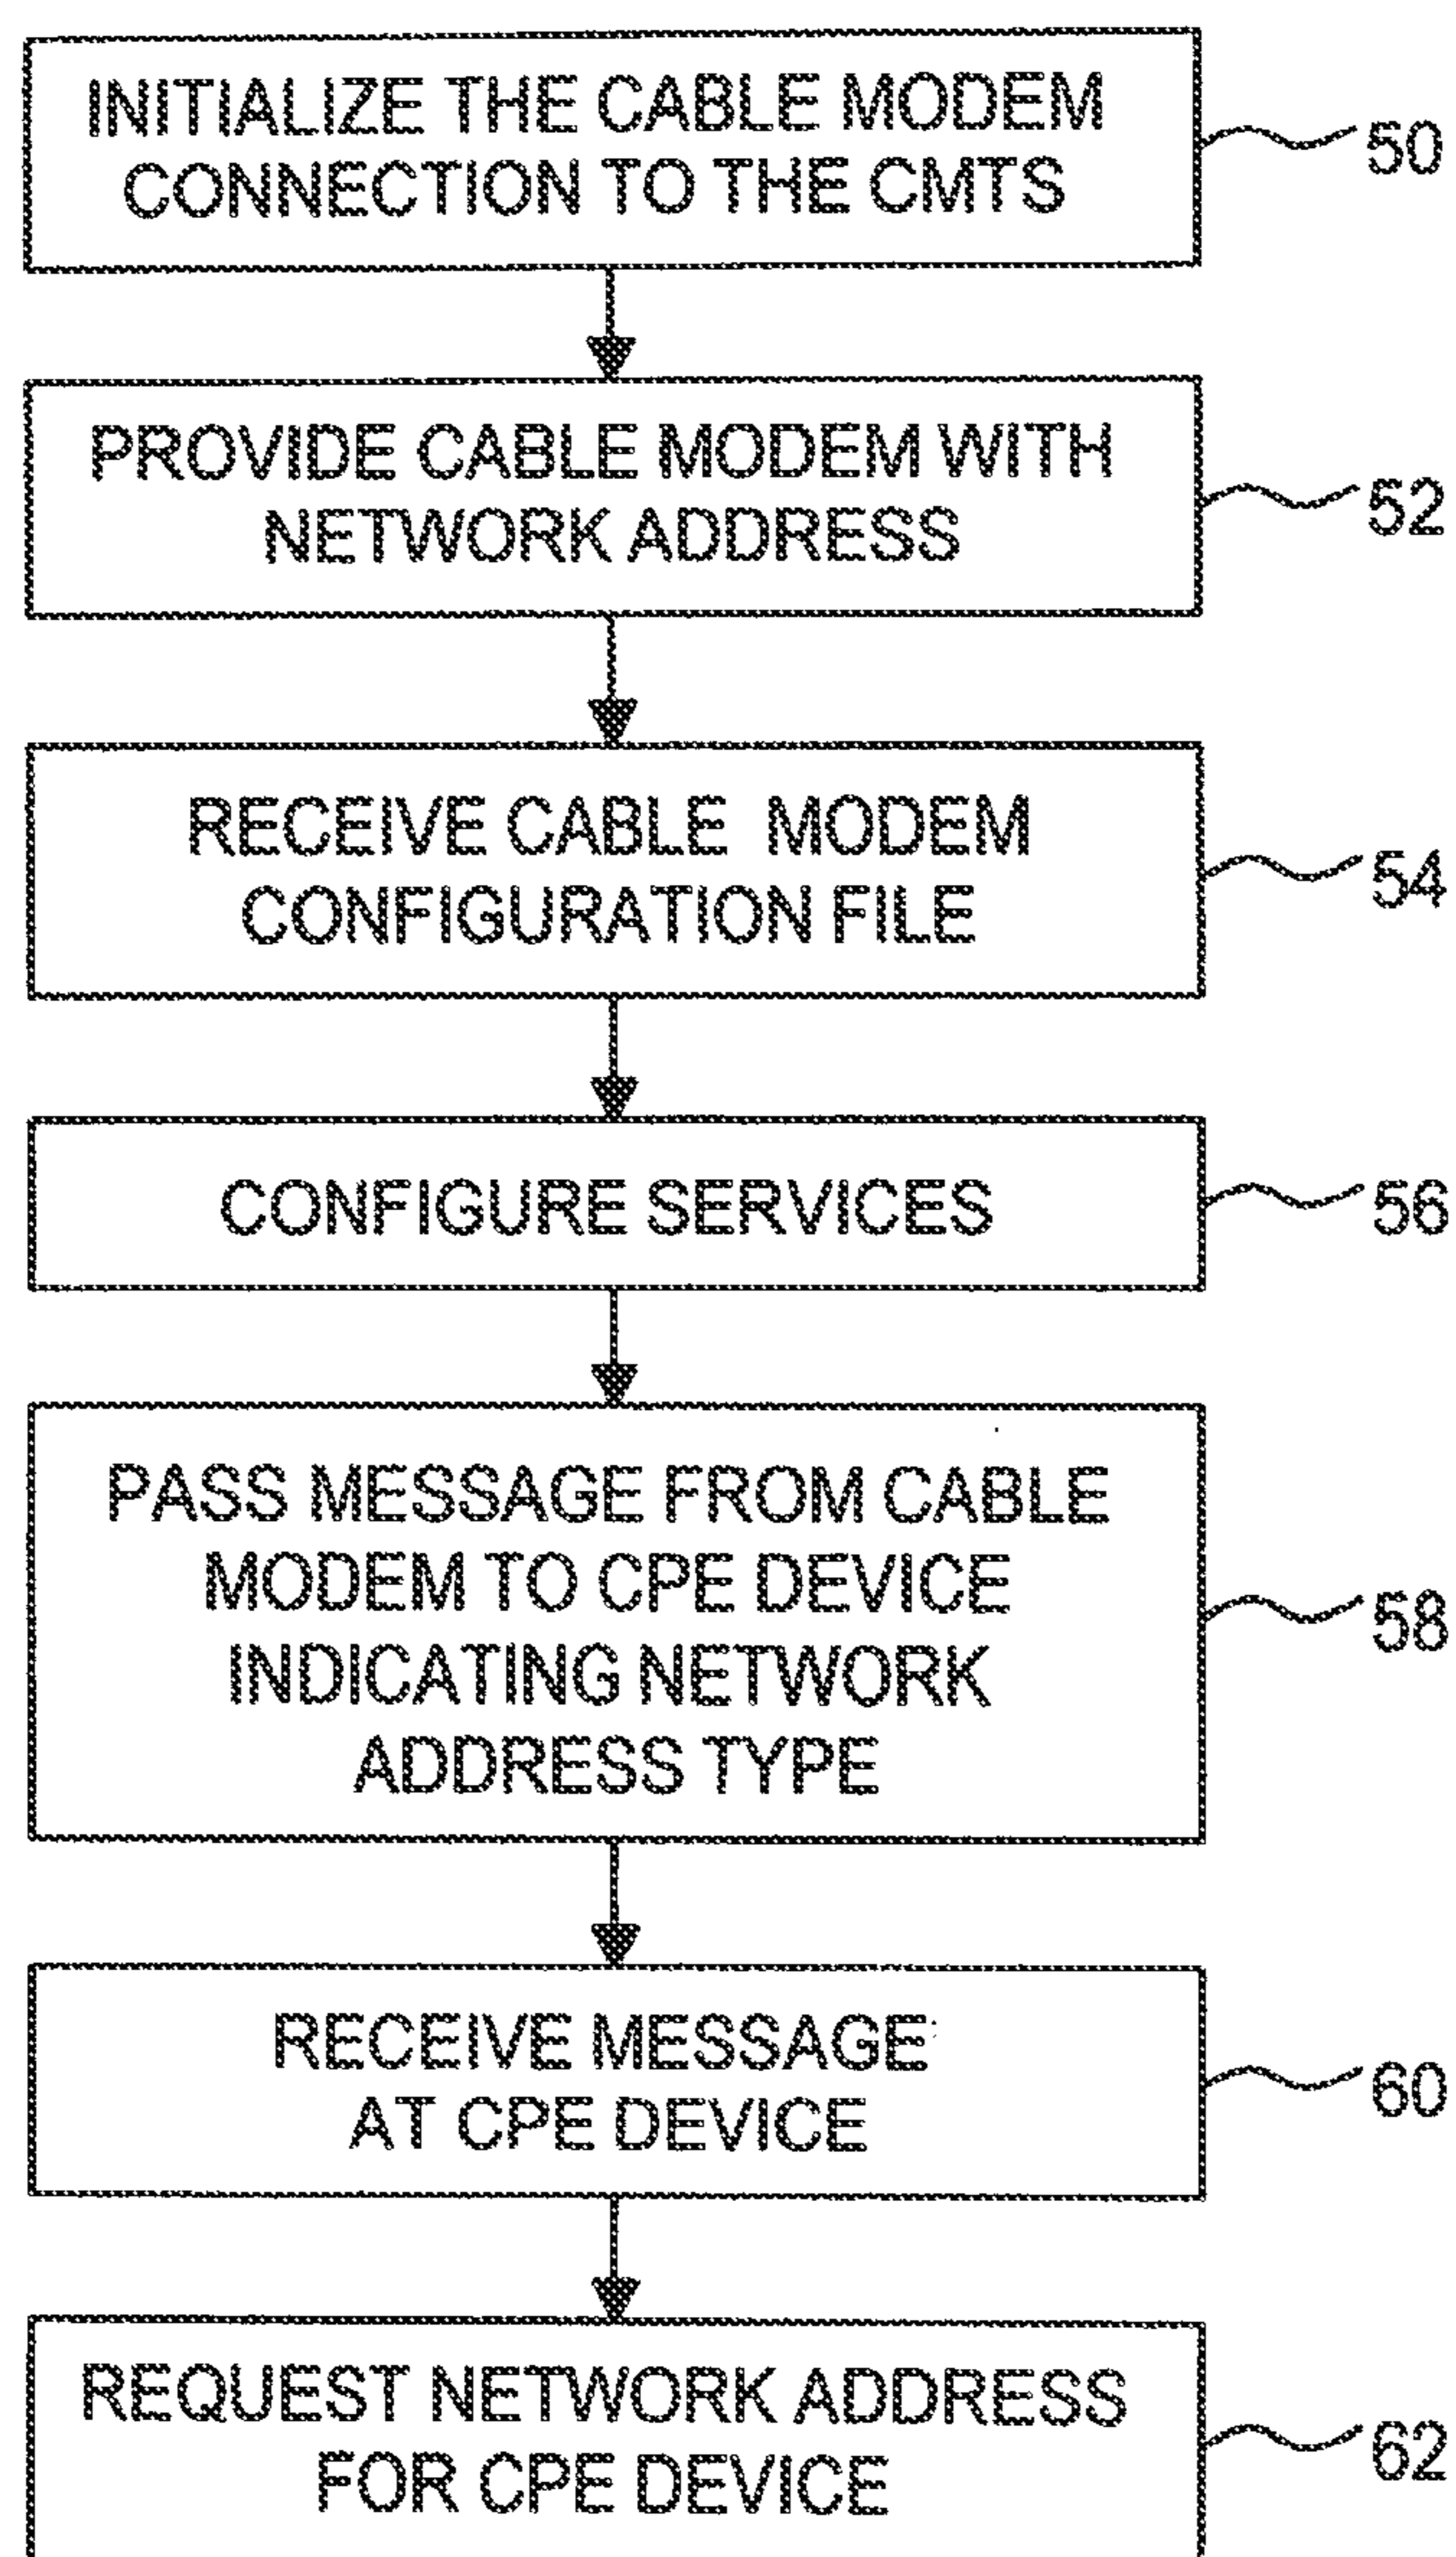 INITIALIZE THE CABLE MODEM
CONNECTION TO THE CMTS
50
PROVIDE CABLE MODEM WITH
NETWORK ADDRESS
52
RECEIVE CABLE MODEM
CONFIGURATION FILE
54
CONFIGURE SERVICES
56
PASS MESSAGE FROM CABLE
MODEM TO CPE DEVICE
INDICATING NETWORK
ADDRESS TYPE
58
RECEIVE MESSAGE
AT CPE DEVICE
60
REQUEST NETWORK ADDRESS
FOR CPE DEVICE
62